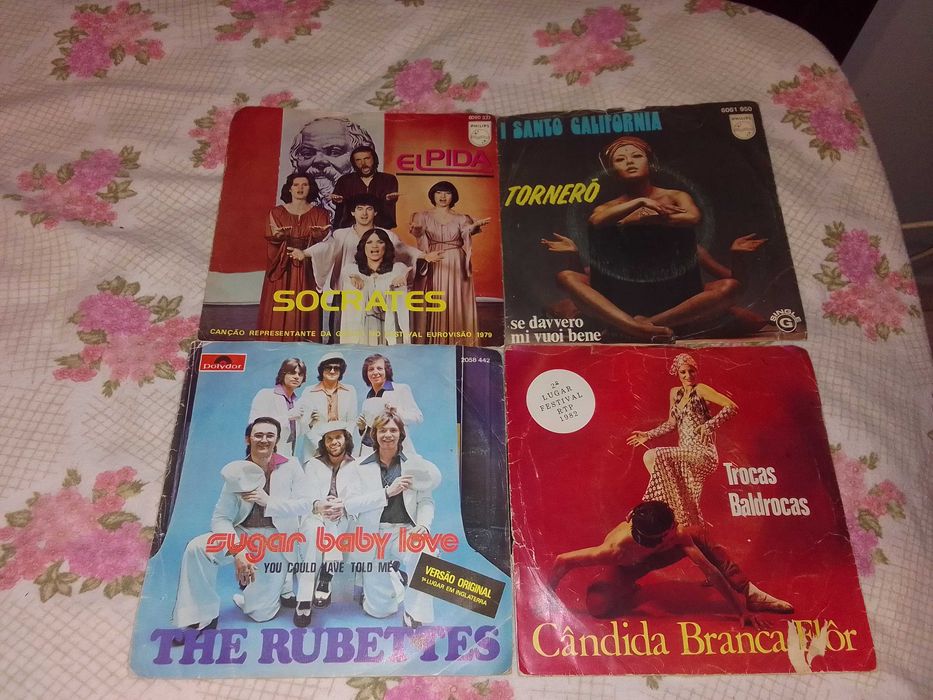 6060 233
PHILIPS
ELPIDA
SOCRATES
CANÇÃO REPRESENTANTE DA GRÉCIA NO FESTIVAL EUROVISÃO 1979
6061 950
PHILIPS
I SANTO CALIFORNIA
TORNERÒ
se davvero
mi vuoi bene
SINGLE
G
Polydor
2058 442
sugar baby love
YOU COULD HAVE TOLD ME
VERSÃO ORIGINAL
1º LUGAR EM INGLATERRA
THE RUBETTES
2º
LUGAR
FESTIVAL
RTP
1982
Trocas
Baldrocas
Cândida Branca Flôr